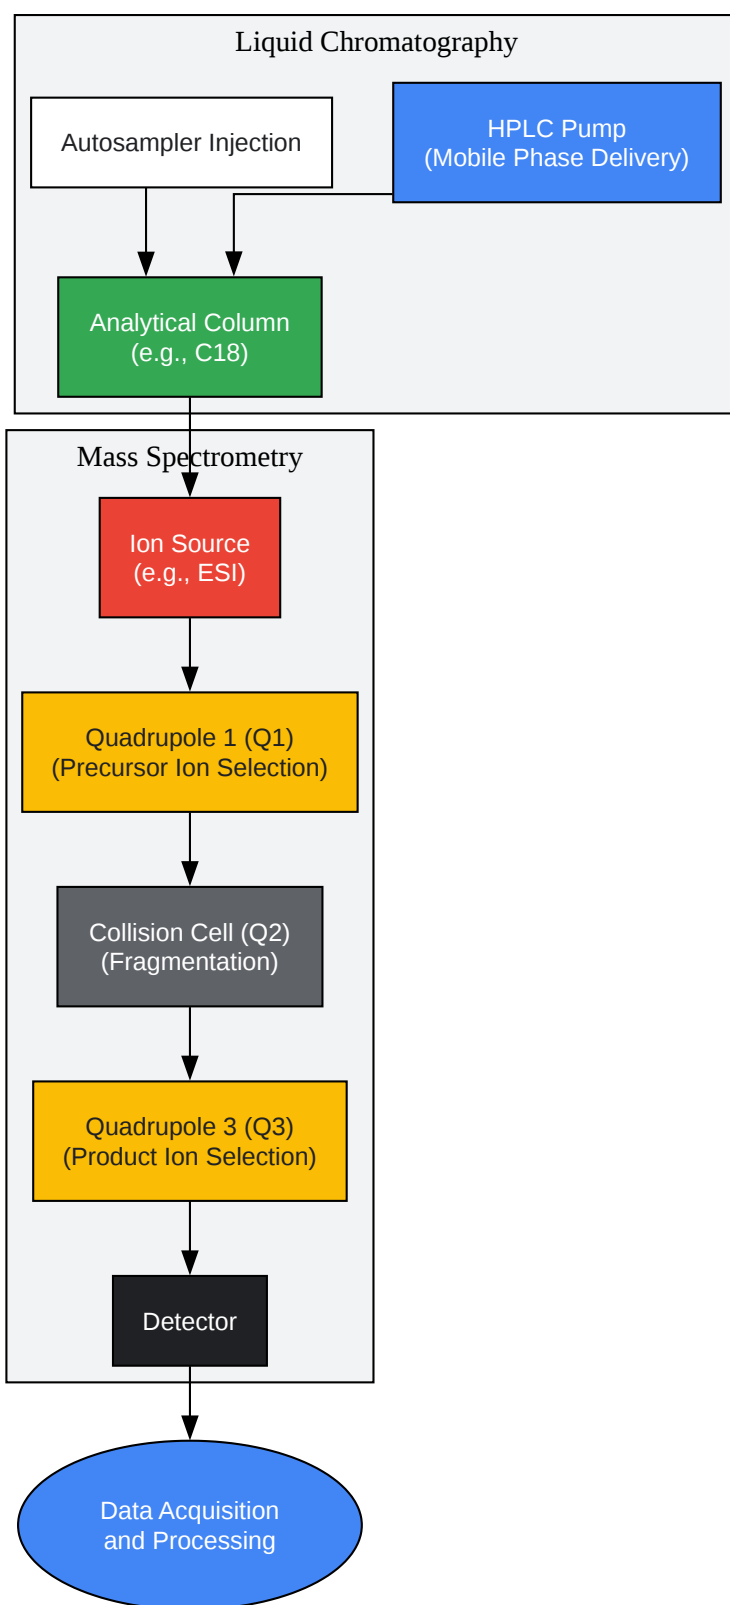 Liquid Chromatography
Autosampler Injection
HPLC Pump
(Mobile Phase Delivery)
Analytical Column
(e.g., C18)
Mass Spectrometry
Ion Source
(e.g., ESI)
Quadrupole 1 (Q1)
(Precursor Ion Selection)
Collision Cell (Q2)
(Fragmentation)
Quadrupole 3 (Q3)
(Product Ion Selection)
Detector
Data Acquisition
and Processing